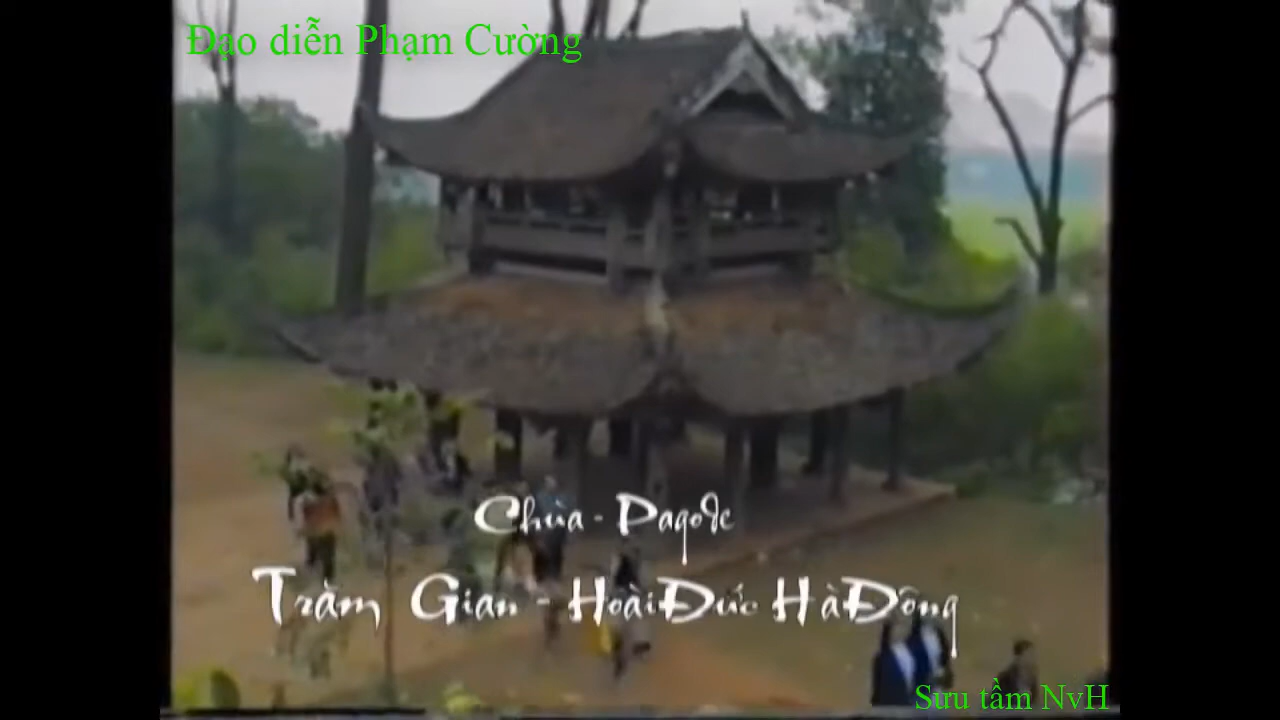 Đạo diễn Phạm Cường
Chùa - Pagode
Trăm Gian - Hoài Đức Hà Đông
Sưu tầm NvH